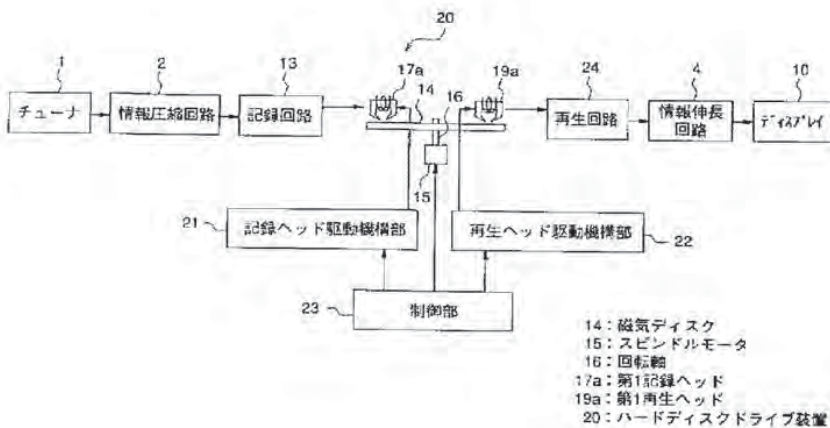 20
1
2
13
17a
14
16
19a
24
4
10
チューナ
情報圧縮回路
記録回路
再生回路
情報伸長
回路
ディスプレイ
15
21
記録ヘッド駆動機構部
再生ヘッド駆動機構部
22
23
制御部
14:磁気ディスク
15:スピンドルモータ
16:回転軸
17a:第1記録ヘッド
19a:第1再生ヘッド
20:ハードディスクドライブ装置